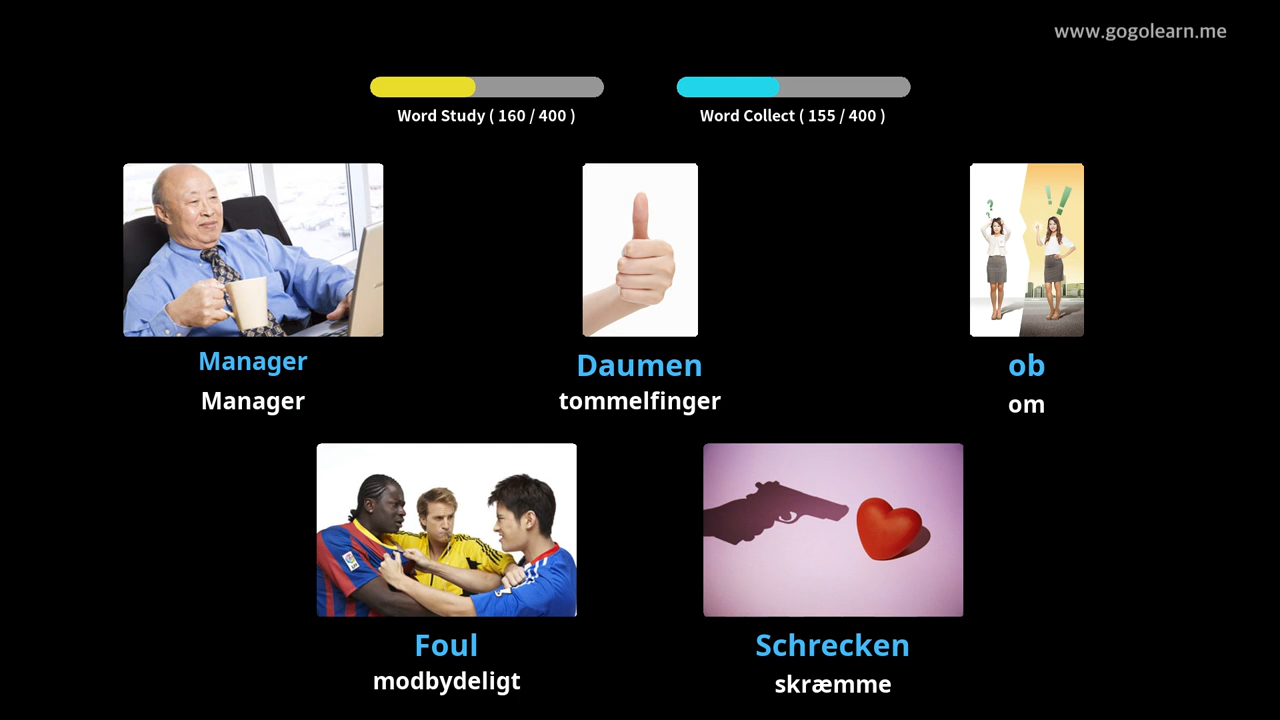 www.gogolearn.me
Word Study ( 160 / 400 )
Word Collect ( 155 / 400 )
Manager
Manager
Daumen
tommelfinger
ob
om
Foul
modbydeligt
Schrecken
skræmme